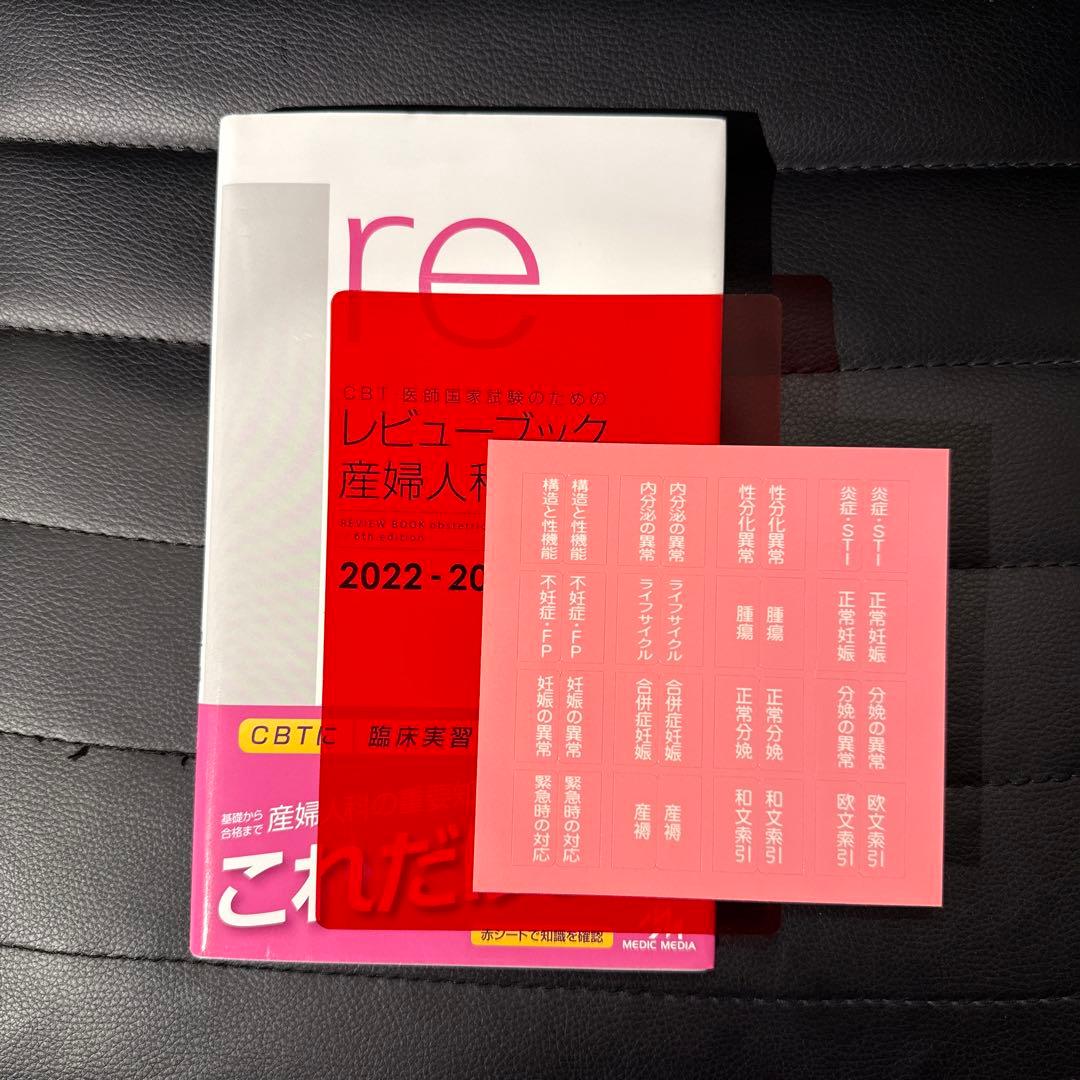 re
CBT 医師国家試験のための
レビューブック
産婦人科
REVIEW BOOK obstetric
6th edition
2022 - 20
CBTに 臨床実習
基礎から
合格まで
産婦人科の重要
これだけ
赤シートで知識を確認
MEDIC MEDIA
構造と性機能 構造と性機能 内分泌の異常 内分泌の異常 性分化異常 性分化異常 炎症・STI 炎症・STI
不妊症・FP 不妊症・FP ライフサイクル ライフサイクル 腫瘍 腫瘍 正常妊娠 正常妊娠
妊娠の異常 妊娠の異常 合併症妊娠 合併症妊娠 正常分娩 正常分娩 分娩の異常 分娩の異常
緊急時の対応 緊急時の対応 産褥 産褥 和文索引 和文索引 欧文索引 欧文索引